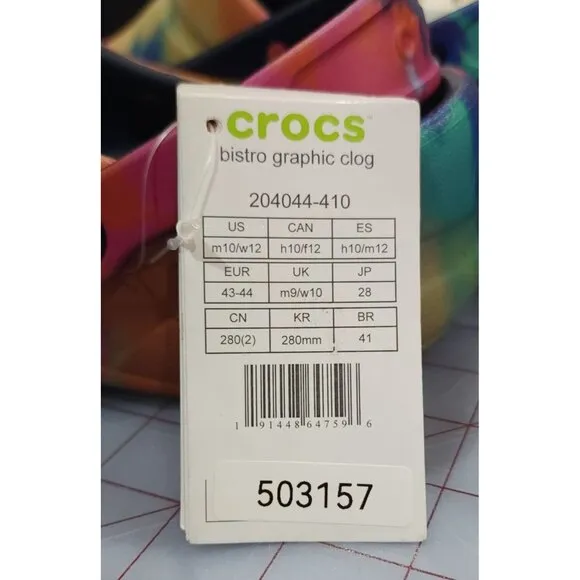 crocs™
bistro graphic clog
204044-410
US CAN ES
m10/w12 h10/f12 h10/m12
EUR UK JP
43-44 m9/w10 28
CN KR BR
280(2) 280mm 41
1 91448 64759 6
503157